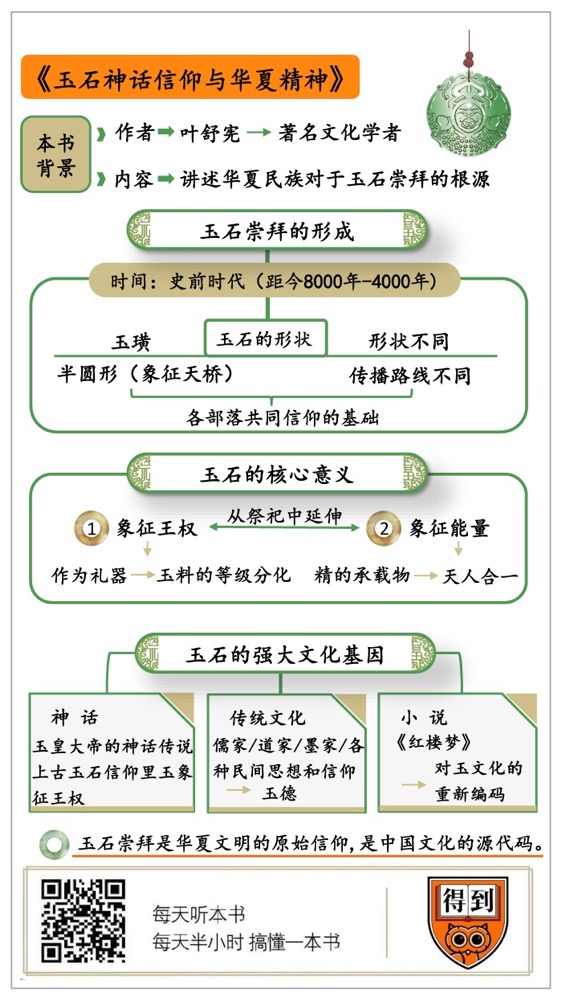 《玉石神话信仰与华夏精神》
本书
背景
作者 → 叶舒宪 → 著名文化学者
内容 → 讲述华夏民族对于玉石崇拜的根源
玉石崇拜的形成
时间：史前时代（距今8000年-4000年）
玉璜
玉石的形状
形状不同
半圆形（象征天桥）
传播路线不同
各部落共同信仰的基础
玉石的核心意义
从祭祀中延伸
1 象征王权
2 象征能量
作为礼器 → 玉料的等级分化
精的承载物 → 天人合一
玉石的强大文化基因
神 话
玉皇大帝的神话传说
上古玉石信仰里玉象
征王权
传统文化
儒家/道家/墨家/各
种民间思想和信仰
→ 玉德
小 说
《红楼梦》
→ 对玉文化的
重新编码
玉石崇拜是华夏文明的原始信仰,是中国文化的源代码。
每天听本书
每天半小时 搞懂一本书
得到